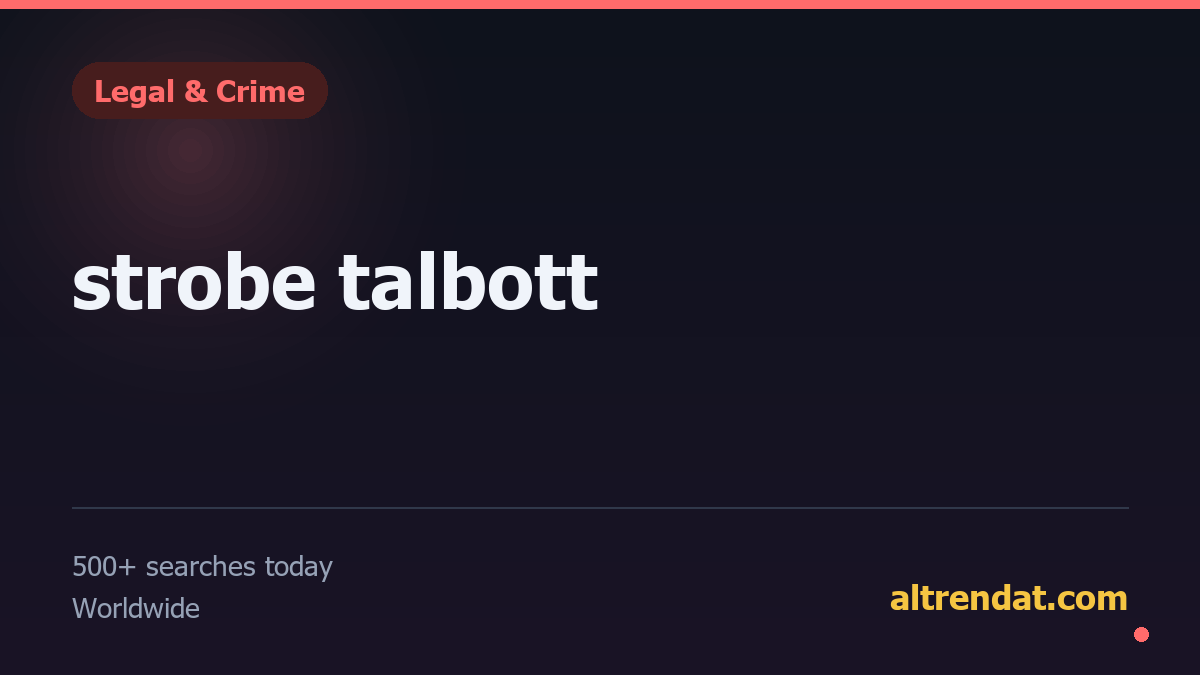 Legal & Crime
strobe talbott
500+ searches today
Worldwide
altrendat.com